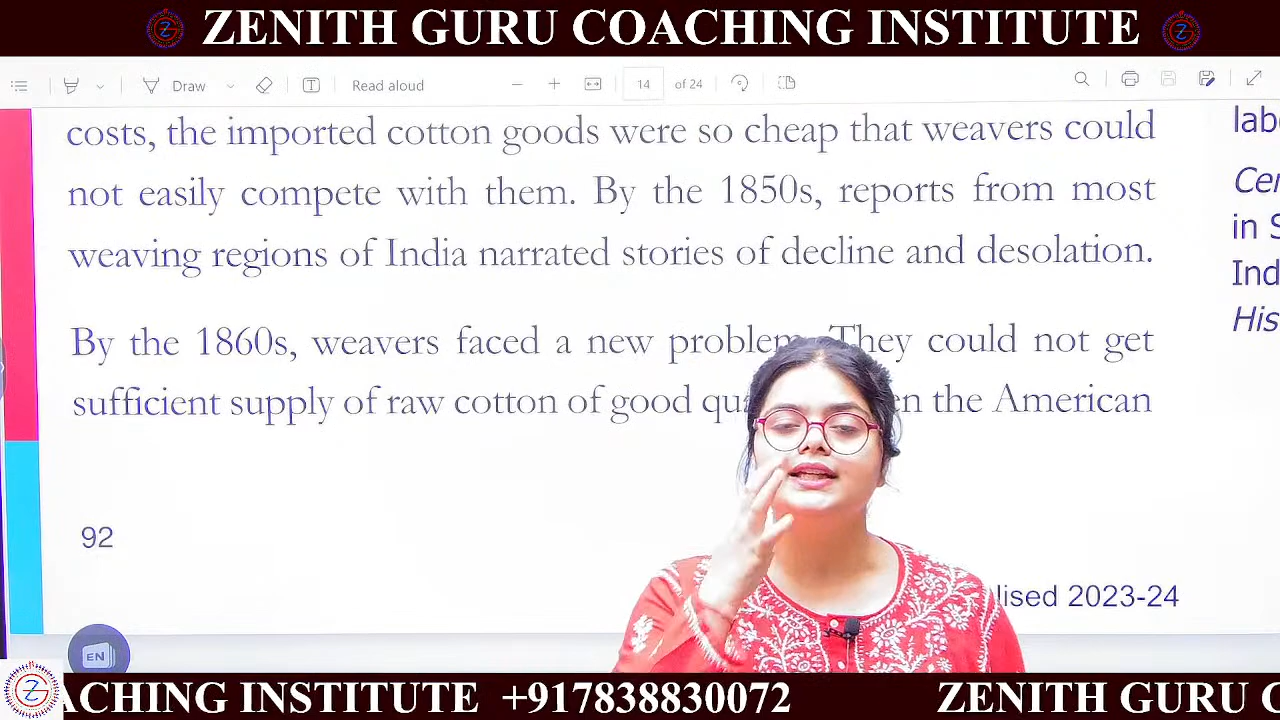 ZENITH GURU COACHING INSTITUTE
Draw
Read aloud
14 of 24
costs, the imported cotton goods were so cheap that weavers could
not easily compete with them. By the 1850s, reports from most
weaving regions of India narrated stories of decline and desolation.
By the 1860s, weavers faced a new problem. They could not get
sufficient supply of raw cotton of good qua en the American
92
lised 2023-24
lab
Cer
in S
Ind
His
EN
ACHING INSTITUTE +917838830072 ZENITH GURU C